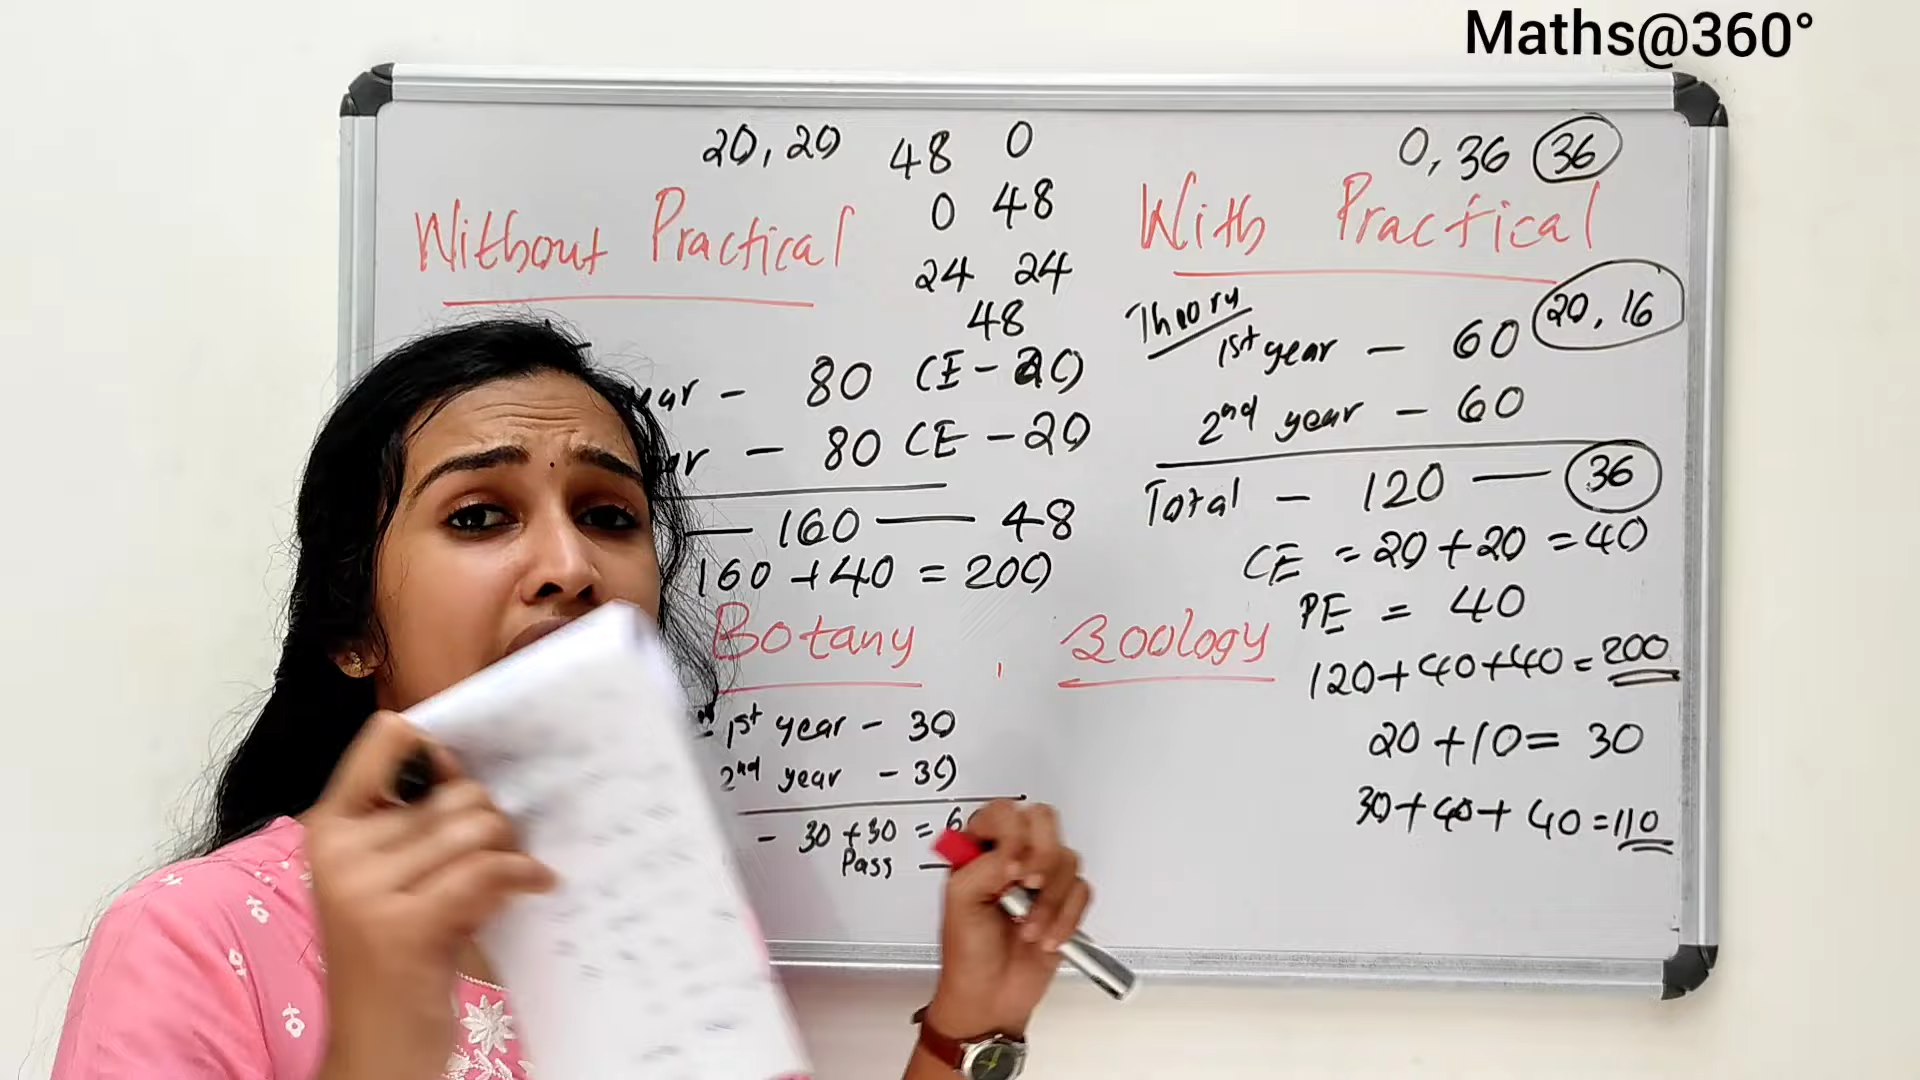 Maths@360°
20, 20 48 0
0 48
24 24
48
Without Practical
80 CE - 20
80 CE - 20
160 — 48
160 + 40 = 200
Botany, Zoology
1st year - 30
2nd year - 30
- 30 + 30 = 60
Pass
0, 36 36
With Practical
Theory
1st year - 60 20, 16
2nd year - 60
Total - 120 — 36
CE = 20 + 20 = 40
PE = 40
120 + 40 + 40 = 200
20 + 10 = 30
30 + 40 + 40 = 110